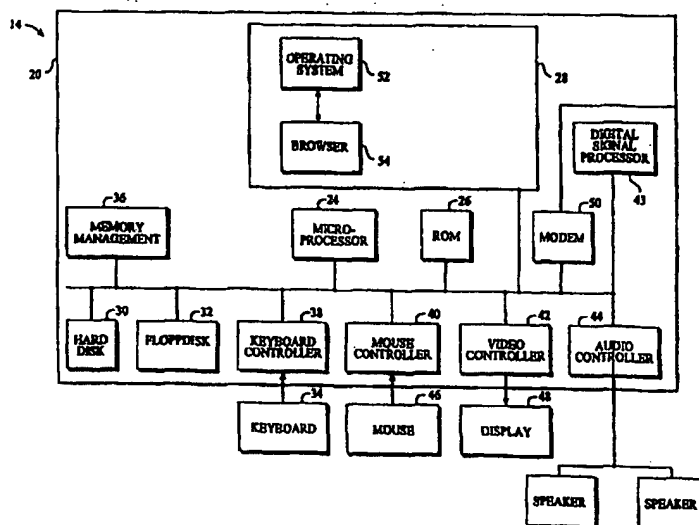 14
20
OPERATING
SYSTEM
52
28
BROWSER
54
DIGITAL
SIGNAL
PROCESSOR
43
36
MEMORY
MANAGEMENT
24
MICRO-
PROCESSOR
26
ROM
50
MODEM
30
HARD
DISK
32
FLOPPDISK
38
KEYBOARD
CONTROLLER
40
MOUSE
CONTROLLER
42
VIDEO
CONTROLLER
44
AUDIO
CONTROLLER
34
KEYBOARD
46
MOUSE
48
DISPLAY
SPEAKER
SPEAKER